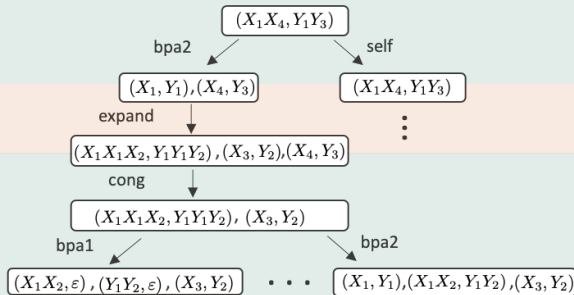 (X₁X₄, Y₁Y₃)
bpa2 self
(X₁, Y₁),(X₄, Y₃) (X₁X₄, Y₁Y₃)
expand ⋮
(X₁X₁X₂, Y₁Y₁Y₂) ,(X₃, Y₂),(X₄, Y₃)
cong
(X₁X₁X₂, Y₁Y₁Y₂), (X₃, Y₂)
bpa1 bpa2
(X₁X₂, ε) , (Y₁Y₂, ε) , (X₃, Y₂) · · · (X₁, Y₁),(X₁X₂, Y₁Y₂),(X₃, Y₂)